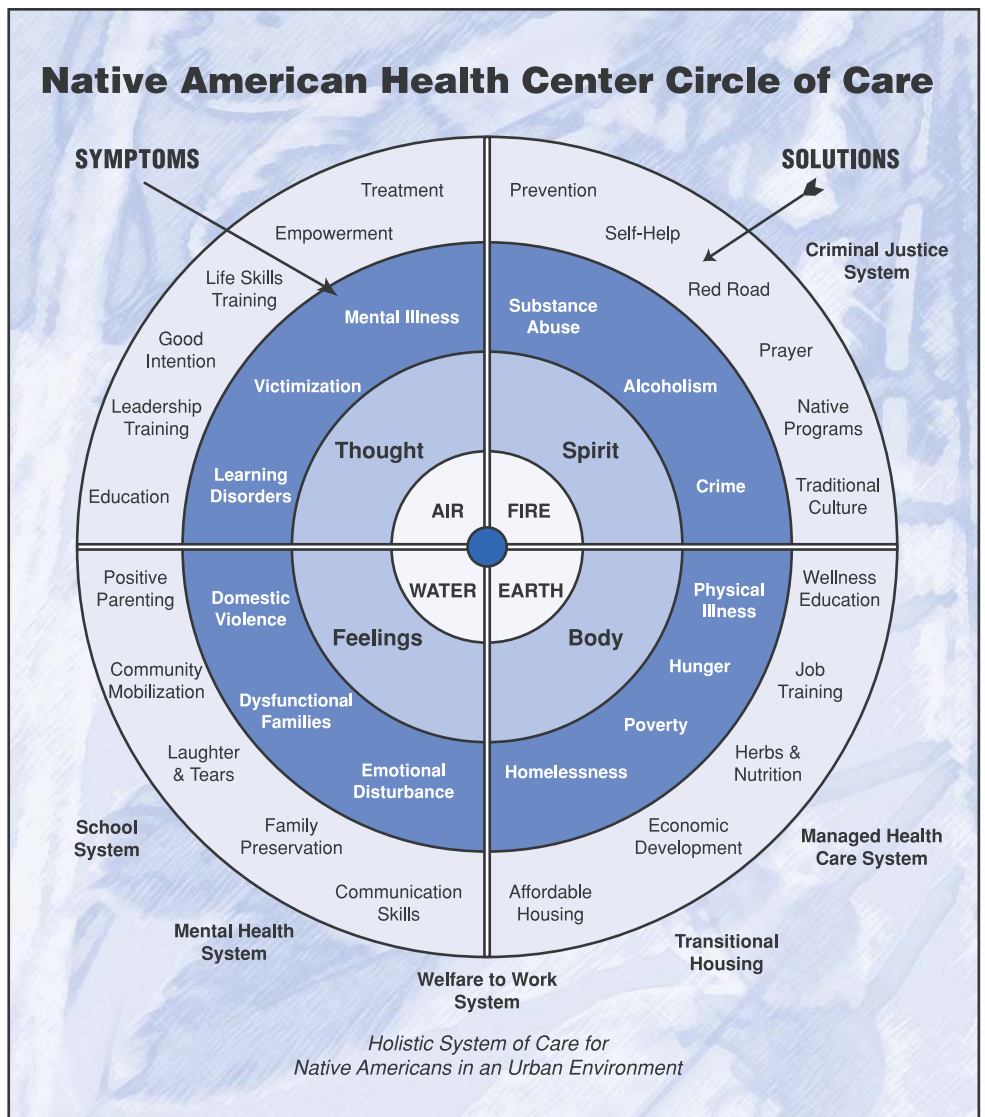 Native American Health Center Circle of Care
SYMPTOMS
SOLUTIONS
Treatment
Prevention
Empowerment
Self-Help
Criminal Justice
System
Life Skills
Training
Red Road
Mental Illness
Substance
Abuse
Good
Intention
Prayer
Victimization
Alcoholism
Leadership
Training
Native
Programs
Thought
Spirit
Education
Learning
Disorders
Crime
Traditional
Culture
AIR
FIRE
WATER
EARTH
Positive
Parenting
Domestic
Violence
Physical
Illness
Wellness
Education
Feelings
Body
Community
Mobilization
Hunger
Job
Training
Dysfunctional
Families
Poverty
Laughter
& Tears
Emotional
Disturbance
Homelessness
Herbs &
Nutrition
School
System
Family
Preservation
Economic
Development
Managed Health
Care System
Communication
Skills
Affordable
Housing
Mental Health
System
Transitional
Housing
Welfare to Work
System
Holistic System of Care for
Native Americans in an Urban Environment